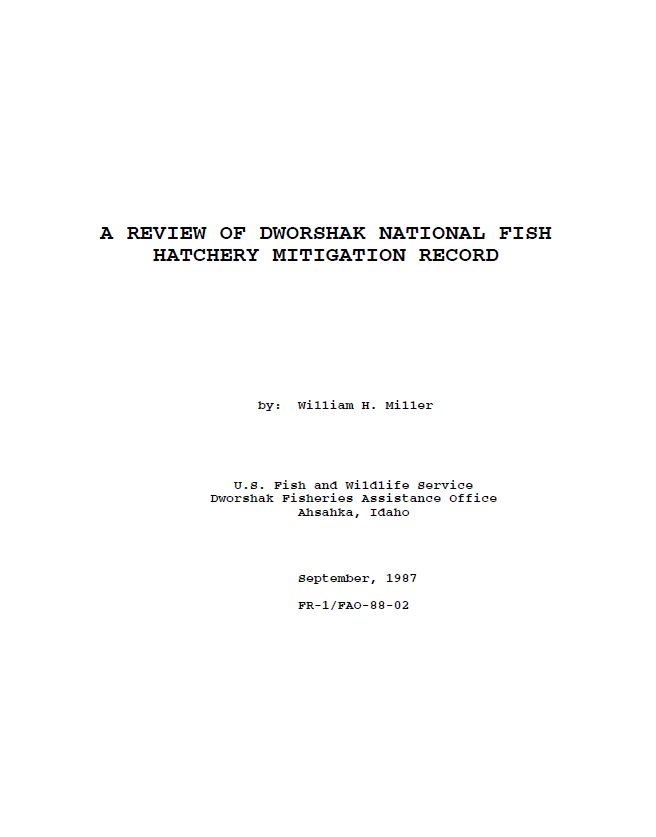 A REVIEW OF DWORSHAK NATIONAL FISH
HATCHERY MITIGATION RECORD
by: William H. Miller
U.S. Fish and Wildlife Service
Dworshak Fisheries Assistance Office
Ahsahka, Idaho
September, 1987
FR-1/FAO-88-02